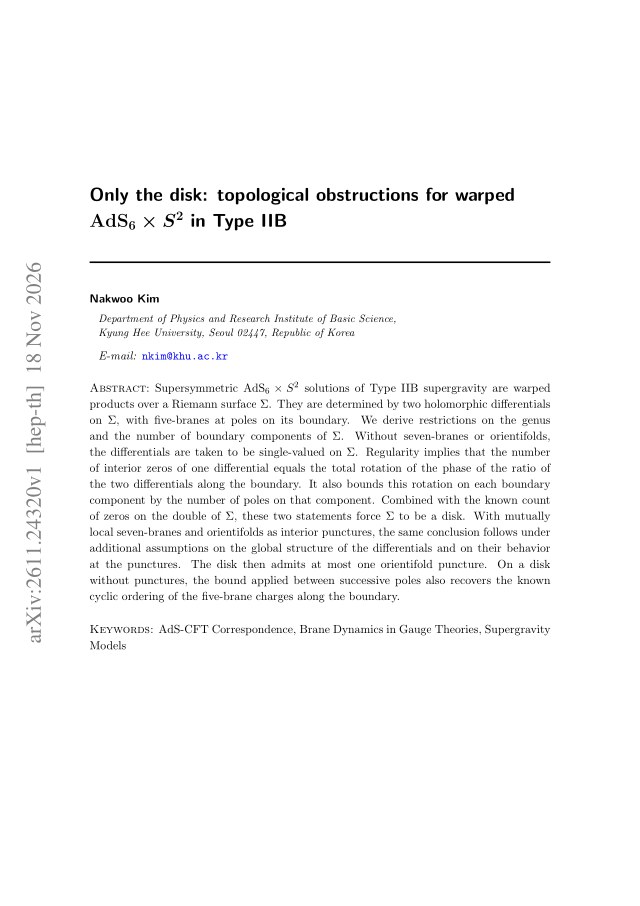 Only the disk: topological obstructions for warped
AdS₆ × S² in Type IIB
Nakwoo Kim
Department of Physics and Research Institute of Basic Science,
Kyung Hee University, Seoul 02447, Republic of Korea
E-mail: nkim@khu.ac.kr
Abstract: Supersymmetric AdS₆ × S² solutions of Type IIB supergravity are warped
products over a Riemann surface Σ. They are determined by two holomorphic differentials
on Σ, with five-branes at poles on its boundary. We derive restrictions on the genus
and the number of boundary components of Σ. Without seven-branes or orientifolds,
the differentials are taken to be single-valued on Σ. Regularity implies that the number
of interior zeros of one differential equals the total rotation of the phase of the ratio of
the two differentials along the boundary. It also bounds this rotation on each boundary
component by the number of poles on that component. Combined with the known count
of zeros on the double of Σ, these two statements force Σ to be a disk. With mutually
local seven-branes and orientifolds as interior punctures, the same conclusion follows under
additional assumptions on the global structure of the differentials and on their behavior
at the punctures. The disk then admits at most one orientifold puncture. On a disk
without punctures, the bound applied between successive poles also recovers the known
cyclic ordering of the five-brane charges along the boundary.
Keywords: AdS-CFT Correspondence, Brane Dynamics in Gauge Theories, Supergravity
Models
arXiv:2611.24320v1 [hep-th] 18 Nov 2026